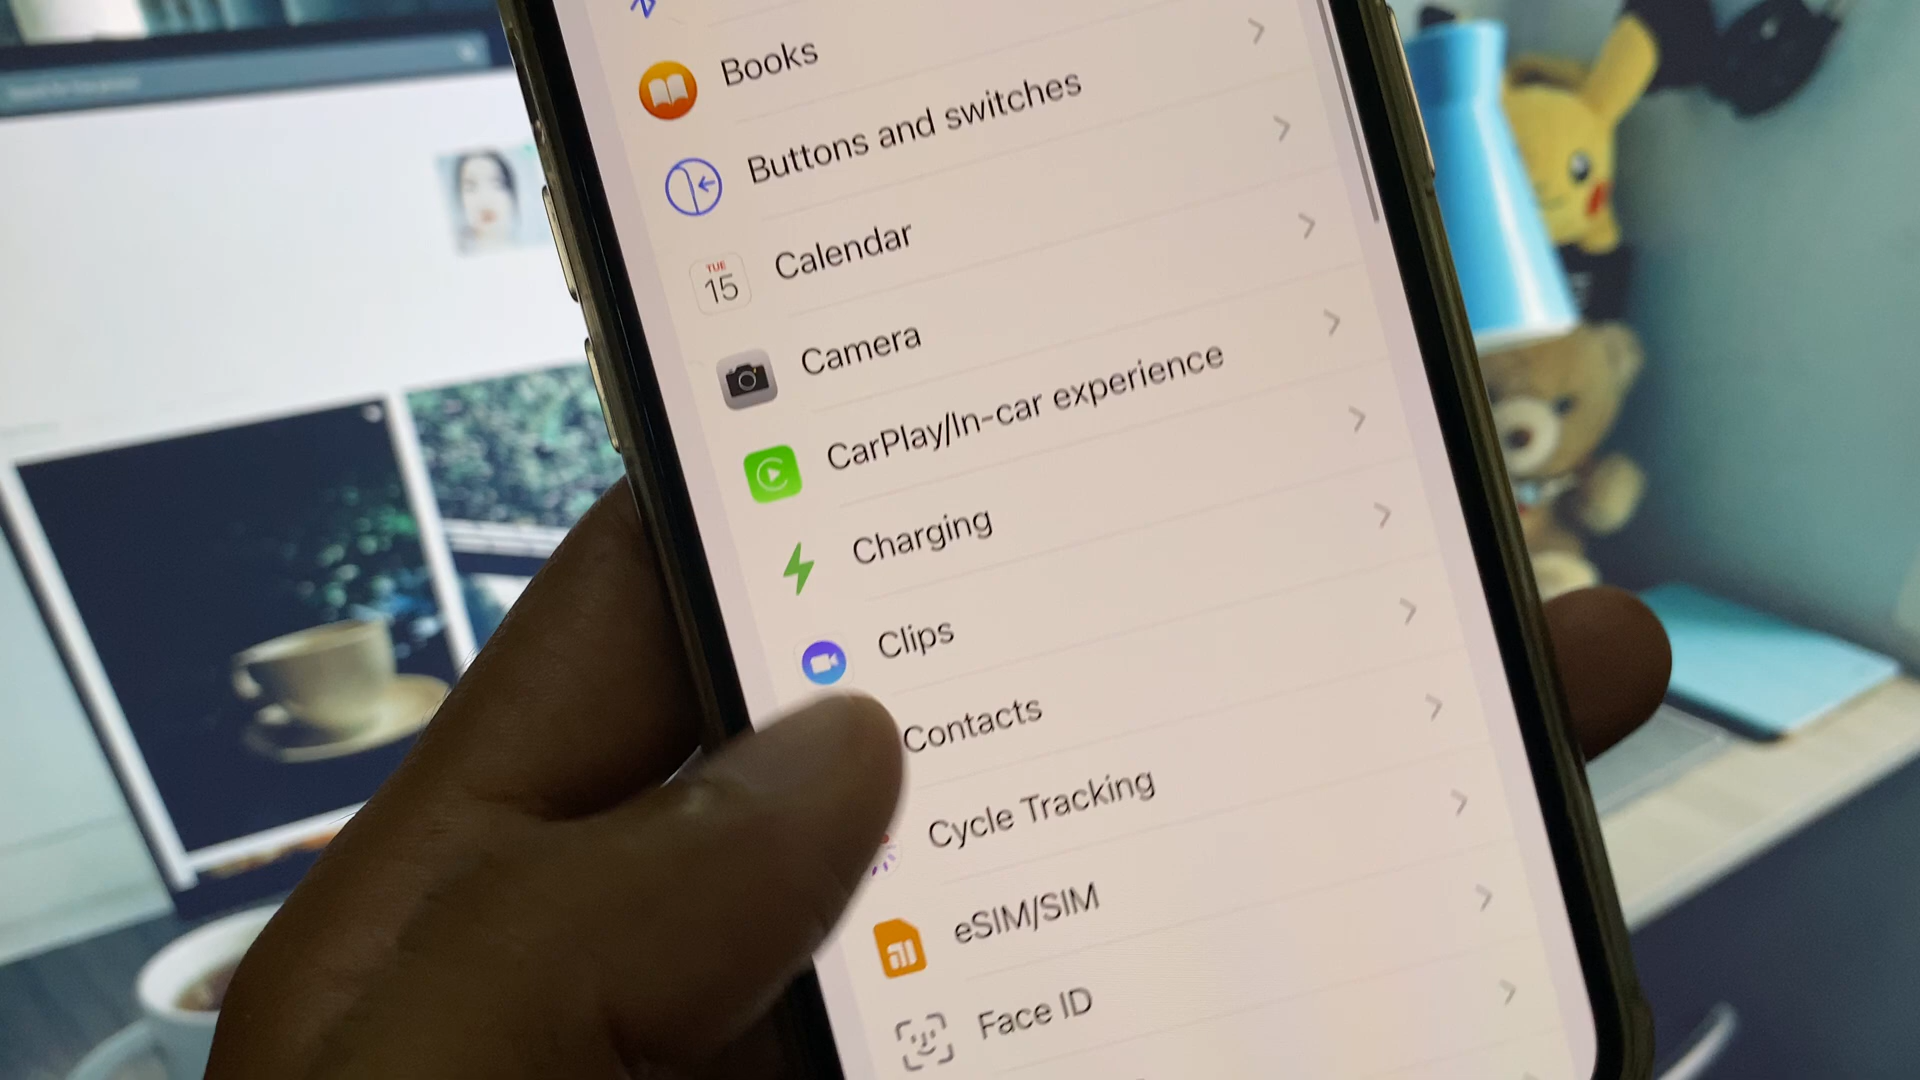 Books
Buttons and switches
TUE
15
Calendar
Camera
CarPlay/In-car experience
Charging
Clips
Contacts
Cycle Tracking
eSIM/SIM
Face ID